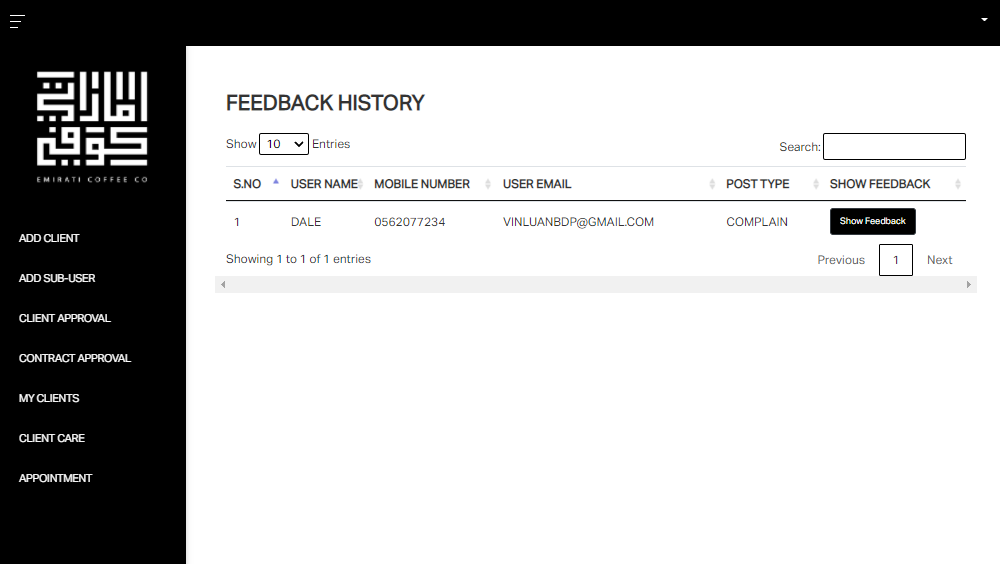 الإماراتية
كوفي
EMIRATI COFFEE CO
ADD CLIENT
ADD SUB-USER
CLIENT APPROVAL
CONTRACT APPROVAL
MY CLIENTS
CLIENT CARE
APPOINTMENT
FEEDBACK HISTORY
Show 10 Entries
Search:
S.NO USER NAME MOBILE NUMBER USER EMAIL POST TYPE SHOW FEEDBACK
1 DALE 0562077234 VINLUANBDP@GMAIL.COM COMPLAIN Show Feedback
Showing 1 to 1 of 1 entries
Previous 1 Next